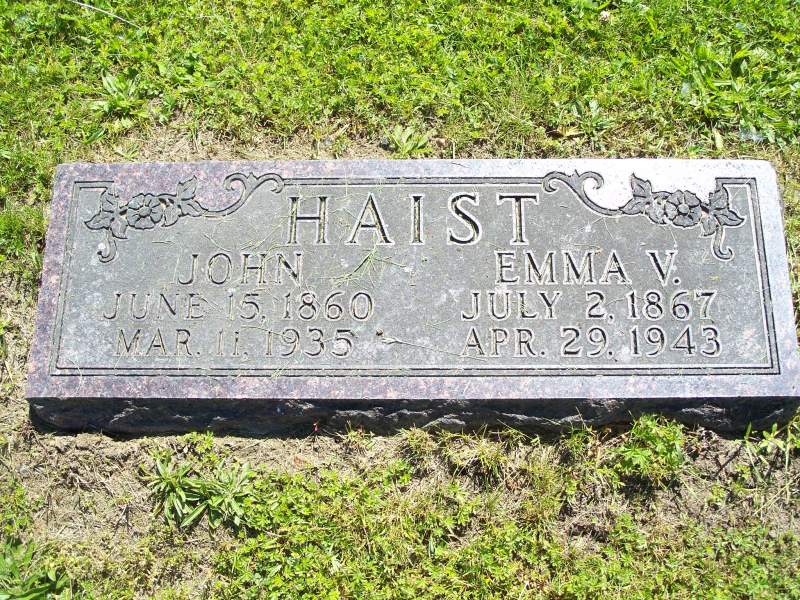 HAIST
JOHN
JUNE 15, 1860
MAR. 11, 1935
EMMA V.
JULY 2, 1867
APR. 29, 1943